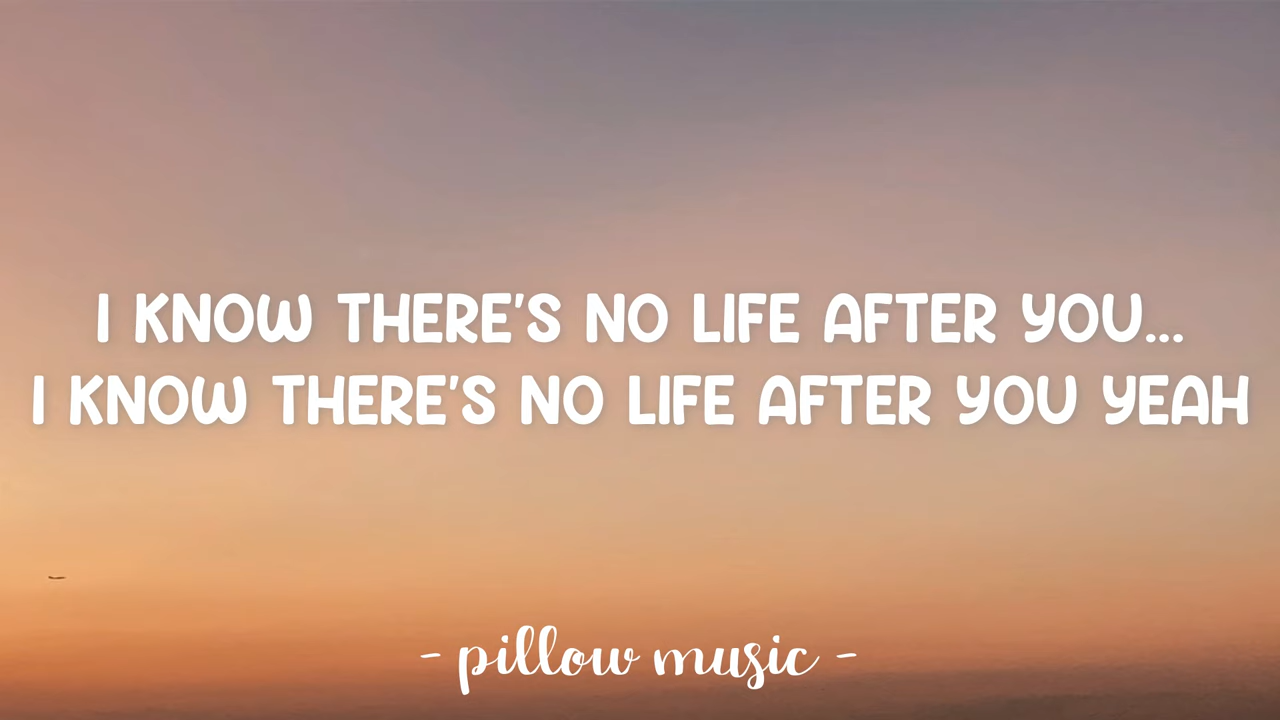 I KNOW THERE'S NO LIFE AFTER YOU...
I KNOW THERE'S NO LIFE AFTER YOU YEAH
- pillow music -